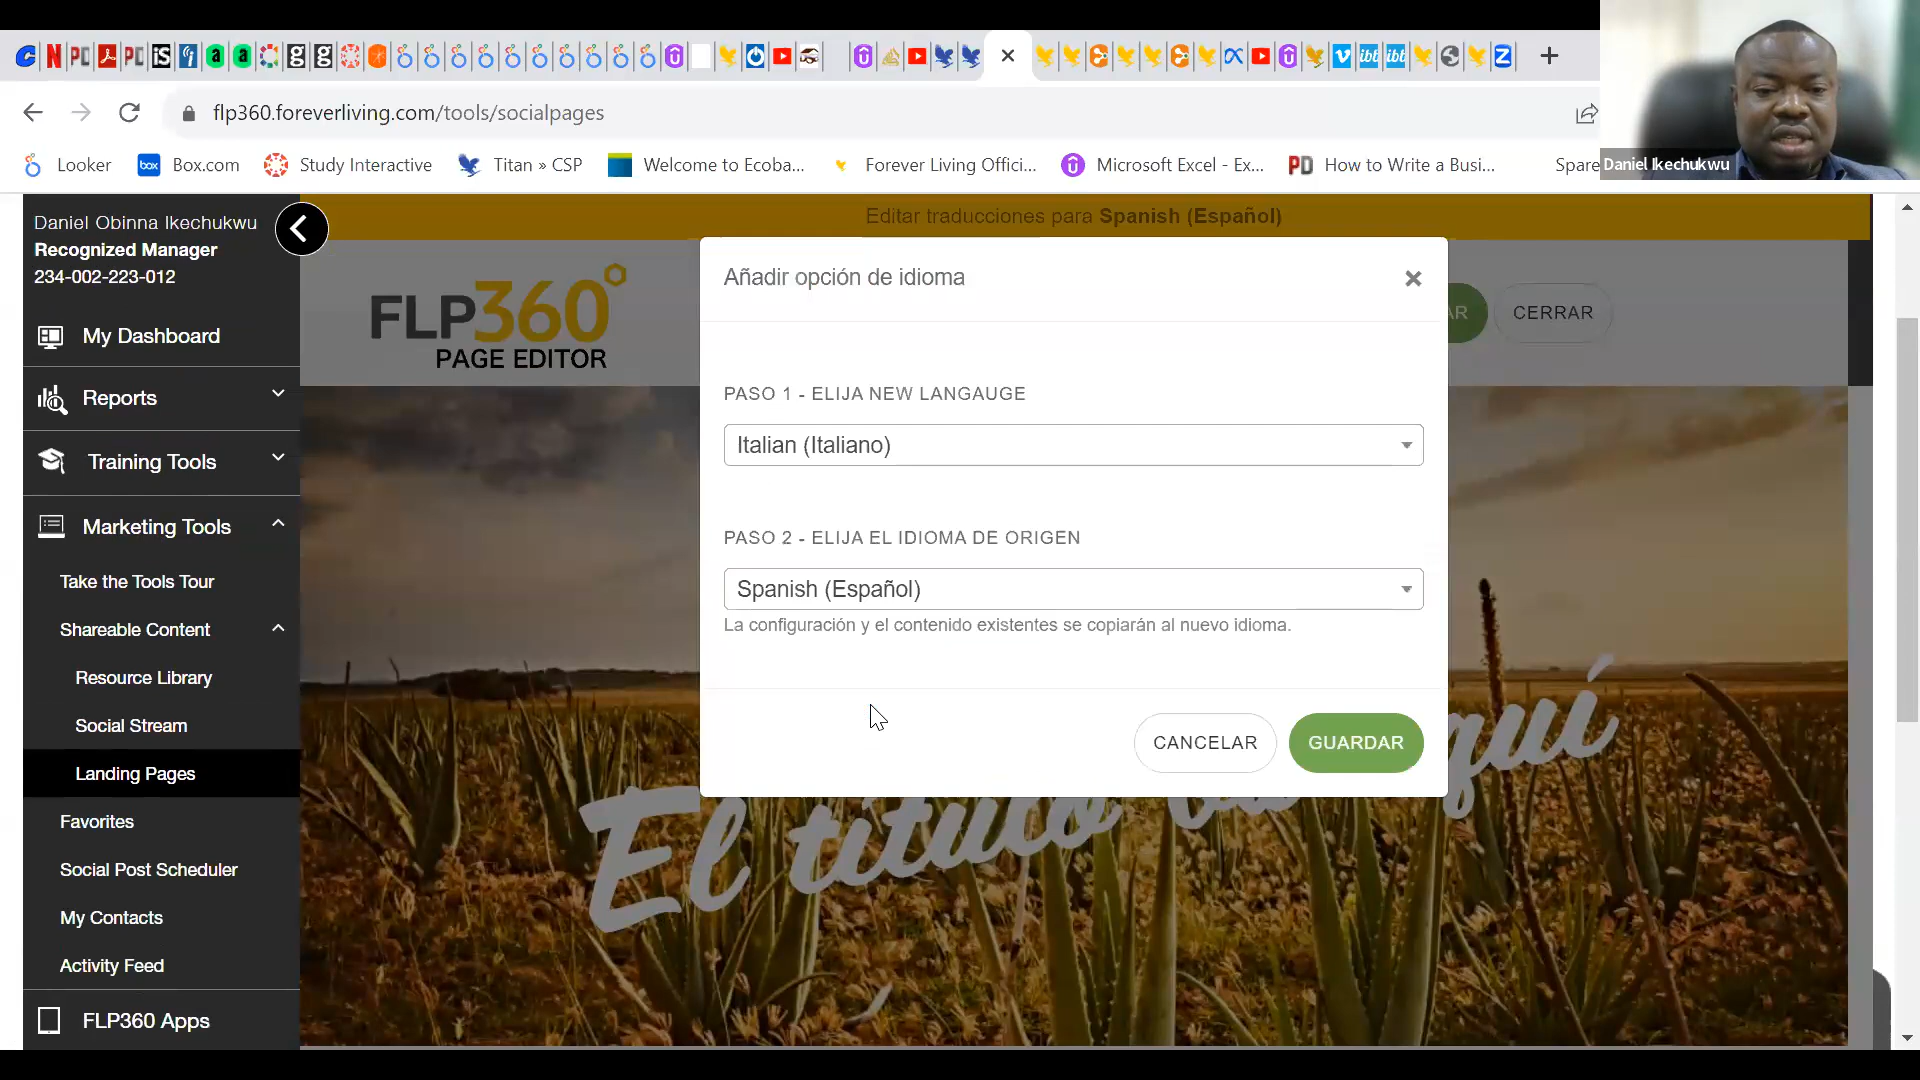 flp360.foreverliving.com/tools/socialpages
Looker
Box.com
Study Interactive
Titan » CSP
Welcome to Ecoba...
Forever Living Offici...
Microsoft Excel - Ex...
How to Write a Busi...
Spare
Daniel Ikechukwu
Daniel Obinna Ikechukwu
Recognized Manager
234-002-223-012
My Dashboard
Reports
Training Tools
Marketing Tools
Take the Tools Tour
Shareable Content
Resource Library
Social Stream
Landing Pages
Favorites
Social Post Scheduler
My Contacts
Activity Feed
FLP360 Apps
Editar traducciones para Spanish (Español)
FLP360
PAGE EDITOR
AR
CERRAR
Añadir opción de idioma
PASO 1 - ELIJA NEW LANGAUGE
Italian (Italiano)
PASO 2 - ELIJA EL IDIOMA DE ORIGEN
Spanish (Español)
La configuración y el contenido existentes se copiarán al nuevo idioma.
CANCELAR
GUARDAR
El título